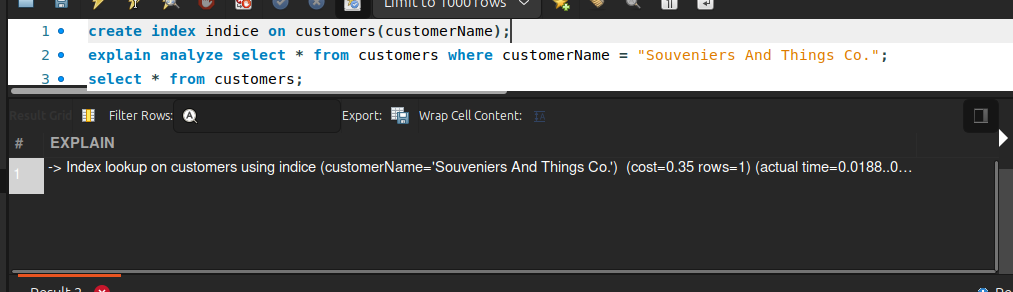 Limit to 1000 rows
1 create index indice on customers(customerName);
2 explain analyze select * from customers where customerName = "Souveniers And Things Co.";
3 select * from customers;
Result Grid Filter Rows: Export: Wrap Cell Content:
# EXPLAIN
1 -> Index lookup on customers using indice (customerName='Souveniers And Things Co.') (cost=0.35 rows=1) (actual time=0.0188..0…
Result 2